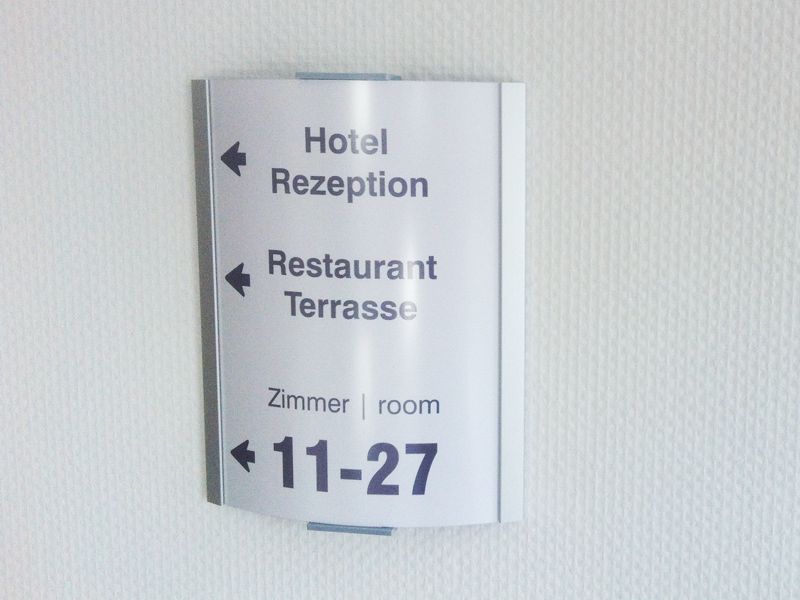 Hotel
Rezeption
Restaurant
Terrasse
Zimmer | room
11-27